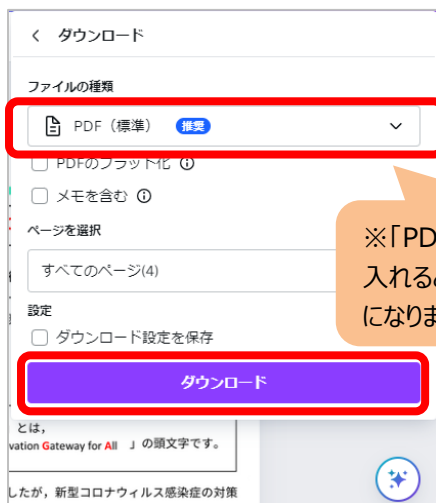 < ダウンロード
ファイルの種類
PDF（標準） 推奨
PDFのフラット化
メモを含む
ページを選択
すべてのページ(4)
※「PD
入れる
になりま
設定
ダウンロード設定を保存
ダウンロード
とは，
vation Gateway for All 」の頭文字です。
したが，新型コロナウィルス感染症の対策